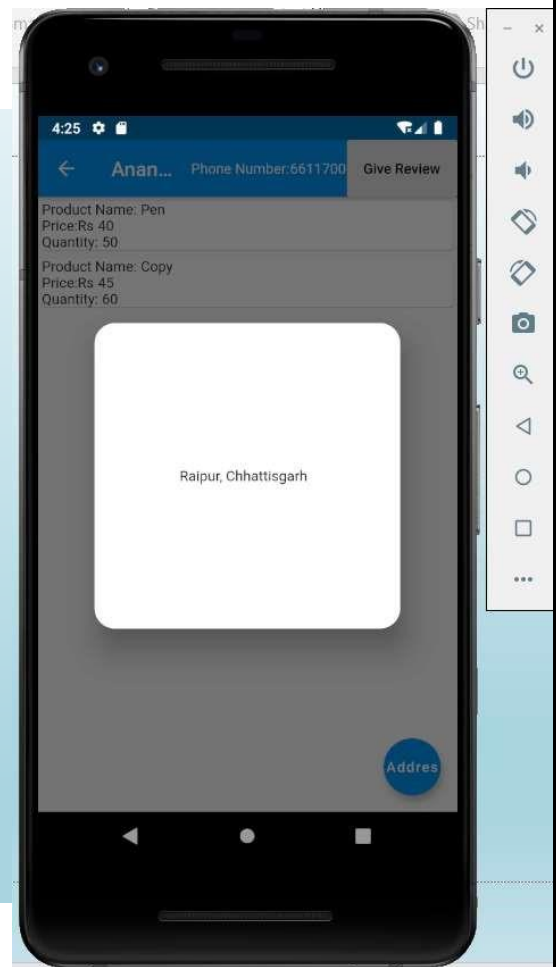 Sh
4:25
Anan... Phone Number:6611700 Give Review
Product Name: Pen
Price:Rs 40
Quantity: 50
Product Name: Copy
Price:Rs 45
Quantity: 60
Raipur, Chhattisgarh
Addres